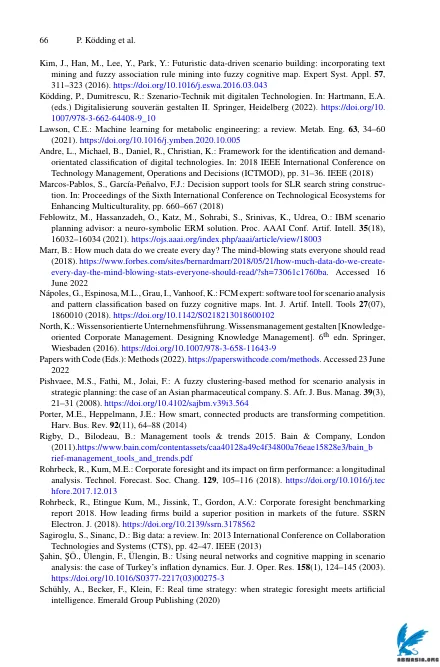 66 P. Ködding et al.
Kim, J., Han, M., Lee, Y., Park, Y.: Futuristic data-driven scenario building: incorporating text
mining and fuzzy association rule mining into fuzzy cognitive map. Expert Syst. Appl. 57,
311–323 (2016). https://doi.org/10.1016/j.eswa.2016.03.043
Ködding, P., Dumitrescu, R.: Szenario-Technik mit digitalen Technologien. In: Hartmann, E.A.
(eds.) Digitalisierung souverän gestalten II. Springer, Heidelberg (2022). https://doi.org/10.
1007/978-3-662-64408-9_10
Lawson, C.E.: Machine learning for metabolic engineering: a review. Metab. Eng. 63, 34–60
(2021). https://doi.org/10.1016/j.ymben.2020.10.005
Andre, L., Michael, B., Daniel, R., Christian, K.: Framework for the identification and demand-
orientated classification of digital technologies. In: 2018 IEEE International Conference on
Technology Management, Operations and Decisions (ICTMOD), pp. 31–36. IEEE (2018)
Marcos-Pablos, S., García-Peñalvo, F.J.: Decision support tools for SLR search string construc-
tion. In: Proceedings of the Sixth International Conference on Technological Ecosystems for
Enhancing Multiculturality, pp. 660–667 (2018)
Feblowitz, M., Hassanzadeh, O., Katz, M., Sohrabi, S., Srinivas, K., Udrea, O.: IBM scenario
planning advisor: a neuro-symbolic ERM solution. Proc. AAAI Conf. Artif. Intell. 35(18),
16032–16034 (2021). https://ojs.aaai.org/index.php/aaai/article/view/18003
Marr, B.: How much data do we create every day? The mind-blowing stats everyone should read
(2018). https://www.forbes.com/sites/bernardmarr/2018/05/21/how-much-data-do-we-create-
every-day-the-mind-blowing-stats-everyone-should-read/?sh=73061c1760ba. Accessed 16
June 2022
Nápoles, G., Espinosa, M.L., Grau, I., Vanhoof, K.: FCM expert: software tool for scenario analysis
and pattern classification based on fuzzy cognitive maps. Int. J. Artif. Intell. Tools 27(07),
1860010 (2018). https://doi.org/10.1142/S0218213018600102
North, K.: Wissensorientierte Unternehmensführung. Wissensmanagement gestalten [Knowledge-
oriented Corporate Management. Designing Knowledge Management]. 6th edn. Springer,
Wiesbaden (2016). https://doi.org/10.1007/978-3-658-11643-9
Papers with Code (Eds.): Methods (2022). https://paperswithcode.com/methods. Accessed 23 June
2022
Pishvaee, M.S., Fathi, M., Jolai, F.: A fuzzy clustering-based method for scenario analysis in
strategic planning: the case of an Asian pharmaceutical company. S. Afr. J. Bus. Manag. 39(3),
21–31 (2008). https://doi.org/10.4102/sajbm.v39i3.564
Porter, M.E., Heppelmann, J.E.: How smart, connected products are transforming competition.
Harv. Bus. Rev. 92(11), 64–88 (2014)
Rigby, D., Bilodeau, B.: Management tools & trends 2015. Bain & Company, London
(2011).https://www.bain.com/contentassets/caa40128a49c4f34800a76eae15828e3/bain_b
rief-management_tools_and_trends.pdf
Rohrbeck, R., Kum, M.E.: Corporate foresight and its impact on firm performance: a longitudinal
analysis. Technol. Forecast. Soc. Chang. 129, 105–116 (2018). https://doi.org/10.1016/j.tec
hfore.2017.12.013
Rohrbeck, R., Etingue Kum, M., Jissink, T., Gordon, A.V.: Corporate foresight benchmarking
report 2018. How leading firms build a superior position in markets of the future. SSRN
Electron. J. (2018). https://doi.org/10.2139/ssrn.3178562
Sagiroglu, S., Sinanc, D.: Big data: a review. In: 2013 International Conference on Collaboration
Technologies and Systems (CTS), pp. 42–47. IEEE (2013)
Şahin, ŞO., Ülengin, F., Ülengin, B.: Using neural networks and cognitive mapping in scenario
analysis: the case of Turkey's inflation dynamics. Eur. J. Oper. Res. 158(1), 124–145 (2003).
https://doi.org/10.1016/S0377-2217(03)00275-3
Schühly, A., Becker, F., Klein, F.: Real time strategy: when strategic foresight meets artificial
intelligence. Emerald Group Publishing (2020)